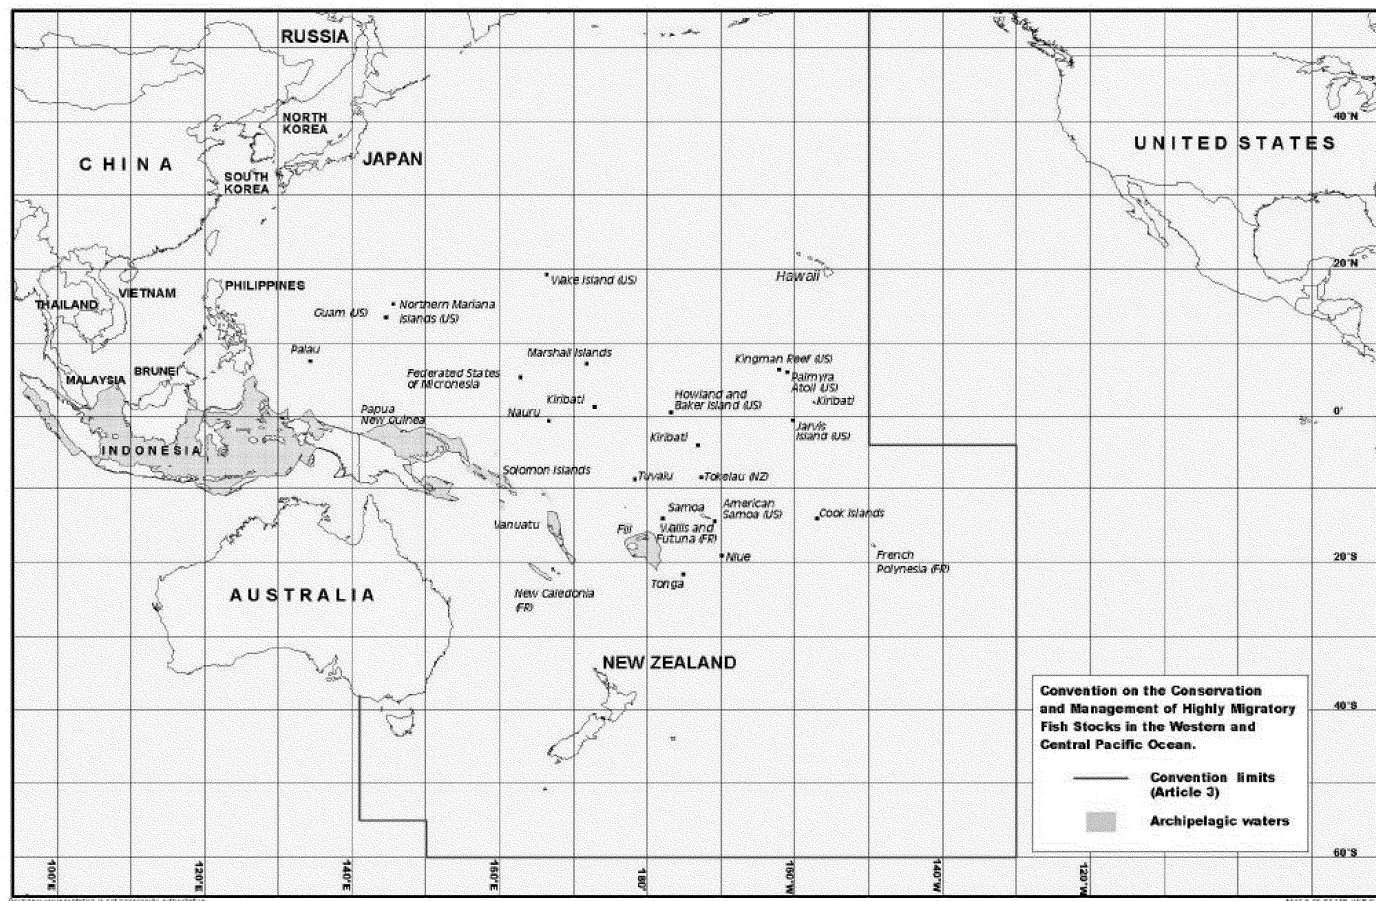 RUSSIA
NORTH
KOREA
JAPAN
CHINA
SOUTH
KOREA
UNITED STATES
40°N
20°N
Hawaii
Wake Island (US)
PHILIPPINES
VIETNAM
THAILAND
Guam (US)
Northern Mariana
Islands (US)
Palau
Marshall Islands
Kingman Reef (US)
Palmyra
Atoll (US)
Kiribati
BRUNEI
MALAYSIA
Federated States
of Micronesia
Howland and
Baker Island (US)
Kiribati
Nauru
Papua
New Guinea
0°
Jarvis
Island (US)
Kiribati
INDONESIA
Solomon Islands
Tuvalu
Tokelau (NZ)
Samoa
American
Samoa (US)
Cook Islands
Vanuatu
Fiji
Wallis and
Futuna (FR)
Niue
French
Polynesia (FR)
20°S
Tonga
New Caledonia
(FR)
AUSTRALIA
NEW ZEALAND
Convention on the Conservation
and Management of Highly Migratory
Fish Stocks in the Western and
Central Pacific Ocean.
40°S
Convention limits
(Article 3)
Archipelagic waters
60°S
100°E
120°E
140°E
160°E
180°
160°W
140°W
120°W